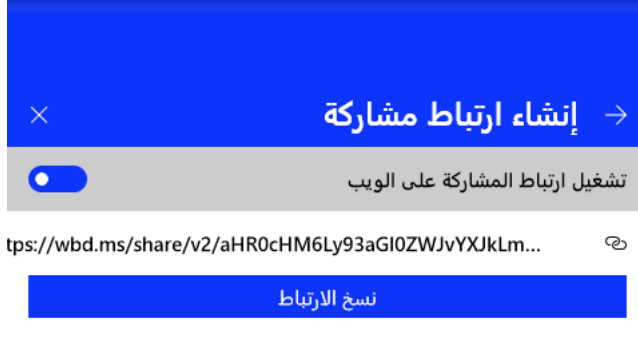 إنشاء ارتباط مشاركة
تشغيل ارتباط المشاركة على الويب
tps://wbd.ms/share/v2/aHR0cHM6Ly93aGl0ZWJvYXJkLm...
نسخ الارتباط